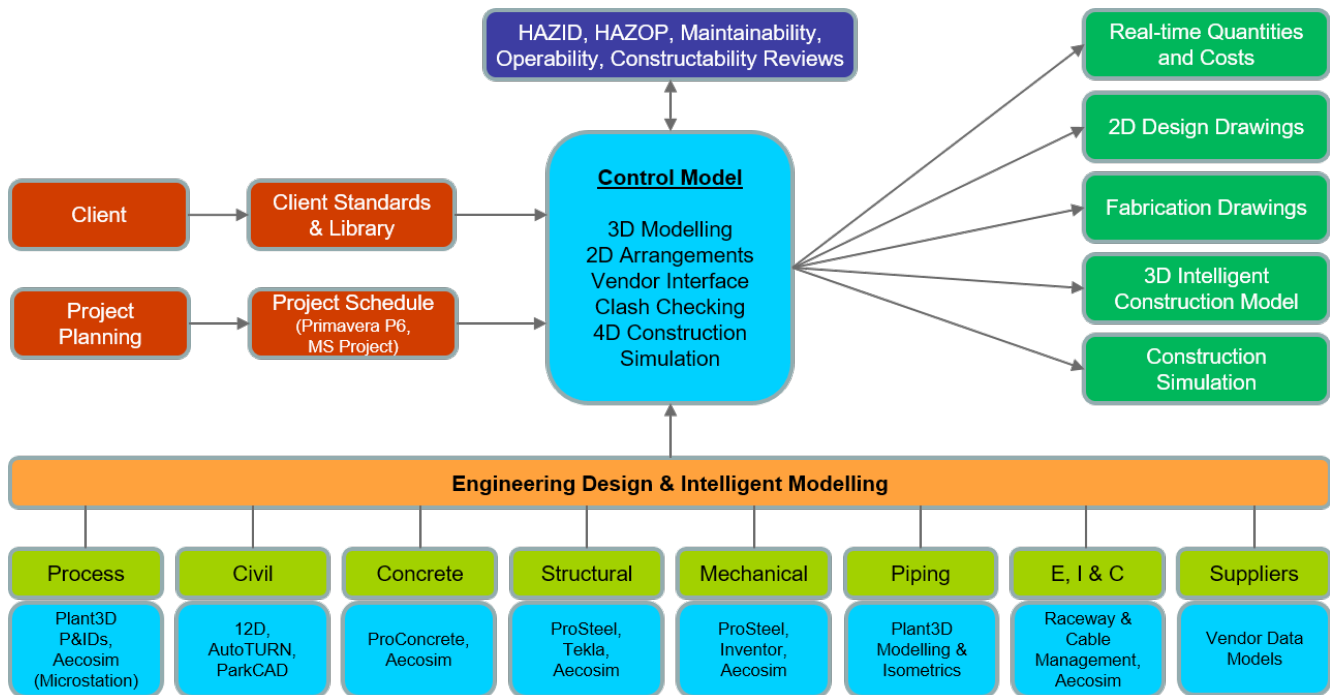 HAZID, HAZOP, Maintainability,
Operability, Constructability Reviews
Real-time Quantities
and Costs
2D Design Drawings
Fabrication Drawings
3D Intelligent
Construction Model
Construction
Simulation
Client
Client Standards
& Library
Project
Planning
Project Schedule
(Primavera P6,
MS Project)
Control Model
3D Modelling
2D Arrangements
Vendor Interface
Clash Checking
4D Construction
Simulation
Engineering Design & Intelligent Modelling
Process
Plant3D
P&IDs,
Aecosim
(Microstation)
Civil
12D,
AutoTURN,
ParkCAD
Concrete
ProConcrete,
Aecosim
Structural
ProSteel,
Tekla,
Aecosim
Mechanical
ProSteel,
Inventor,
Aecosim
Piping
Plant3D
Modelling &
Isometrics
E, I & C
Raceway &
Cable
Management,
Aecosim
Suppliers
Vendor Data
Models